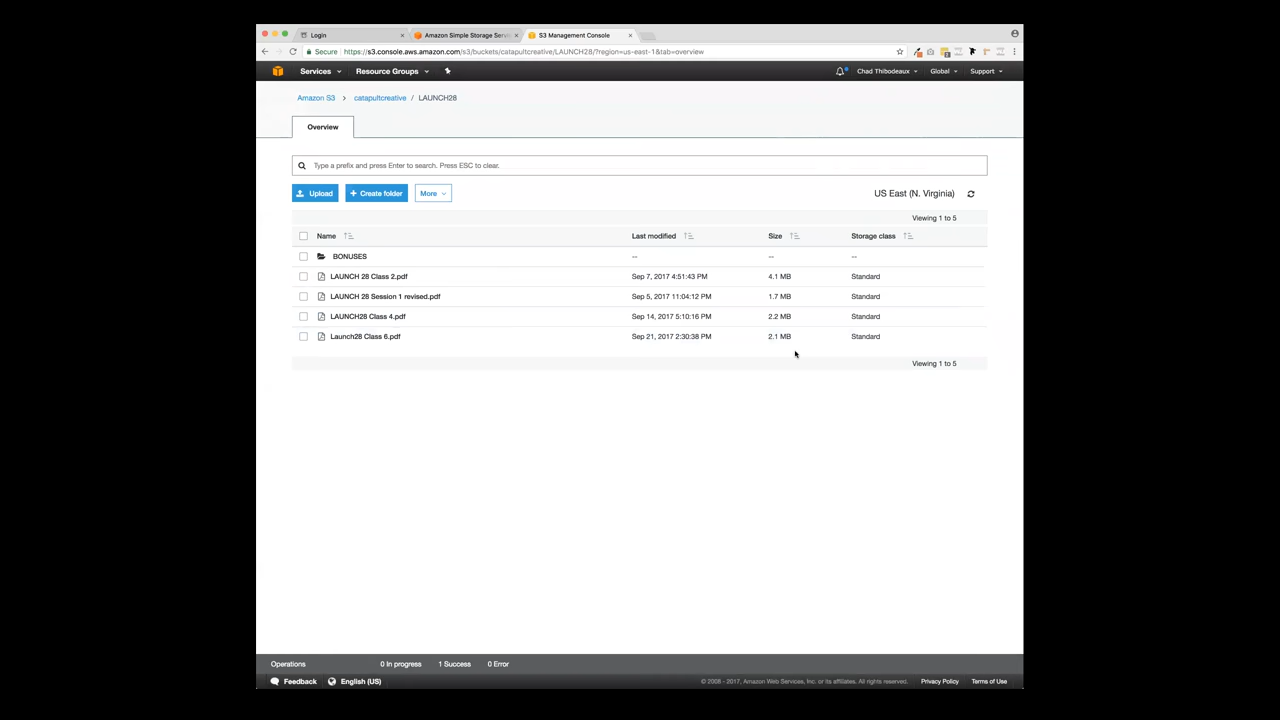 Login
Amazon Simple Storage Serv
S3 Management Console
Secure https://s3.console.aws.amazon.com/s3/buckets/catapultcreative/LAUNCH28/?region=us-east-1&tab=overview
Services Resource Groups Chad Thibodeaux Global Support
Amazon S3 > catapultcreative / LAUNCH28
Overview
Type a prefix and press Enter to search. Press ESC to clear.
Upload + Create folder More US East (N. Virginia)
Viewing 1 to 5
Name Last modified Size Storage class
BONUSES -- -- --
LAUNCH 28 Class 2.pdf Sep 7, 2017 4:51:43 PM 4.1 MB Standard
LAUNCH 28 Session 1 revised.pdf Sep 5, 2017 11:04:12 PM 1.7 MB Standard
LAUNCH28 Class 4.pdf Sep 14, 2017 5:10:16 PM 2.2 MB Standard
Launch28 Class 6.pdf Sep 21, 2017 2:30:38 PM 2.1 MB Standard
Viewing 1 to 5
Operations 0 In progress 1 Success 0 Error
Feedback English (US) © 2008 - 2017, Amazon Web Services, Inc. or its affiliates. All rights reserved. Privacy Policy Terms of Use